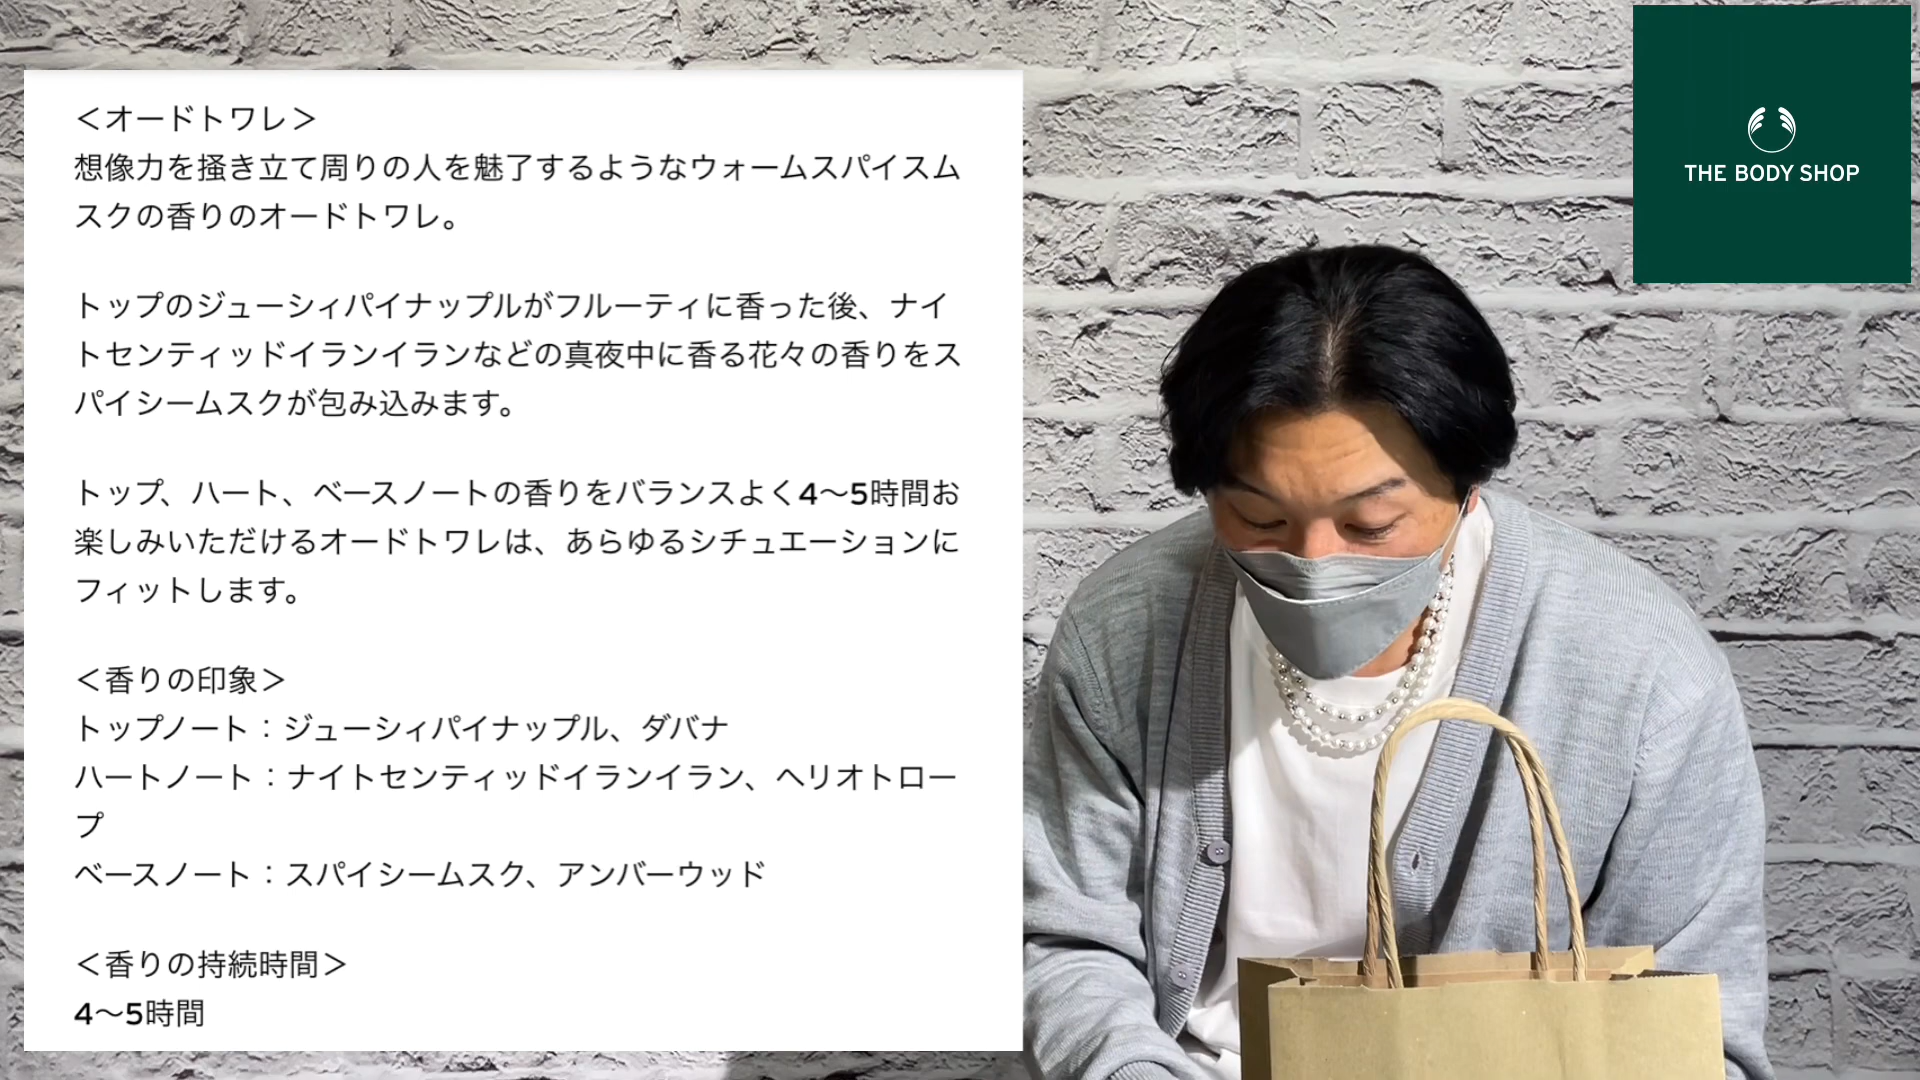 ＜オードトワレ＞
想像力を掻き立て周りの人を魅了するようなウォームスパイスム
スクの香りのオードトワレ。
トップのジューシィパイナップルがフルーティに香った後、ナイ
トセンティッドイランイランなどの真夜中に香る花々の香りをス
パイシームスクが包み込みます。
トップ、ハート、ベースノートの香りをバランスよく4〜5時間お
楽しみいただけるオードトワレは、あらゆるシチュエーションに
フィットします。
＜香りの印象＞
トップノート：ジューシィパイナップル、ダバナ
ハートノート：ナイトセンティッドイランイラン、ヘリオトロー
プ
ベースノート：スパイシームスク、アンバーウッド
＜香りの持続時間＞
4〜5時間
THE BODY SHOP